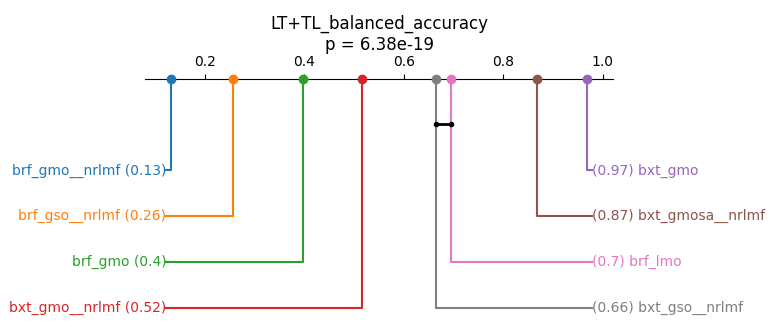 LT+TL_balanced_accuracy
p = 6.38e-19
0.2 0.4 0.6 0.8 1.0
brf_gmo__nrlmf (0.13) (0.97) bxt_gmo
brf_gso__nrlmf (0.26) (0.87) bxt_gmosa__nrlmf
brf_gmo (0.4) (0.7) brf_lmo
bxt_gmo__nrlmf (0.52) (0.66) bxt_gso__nrlmf